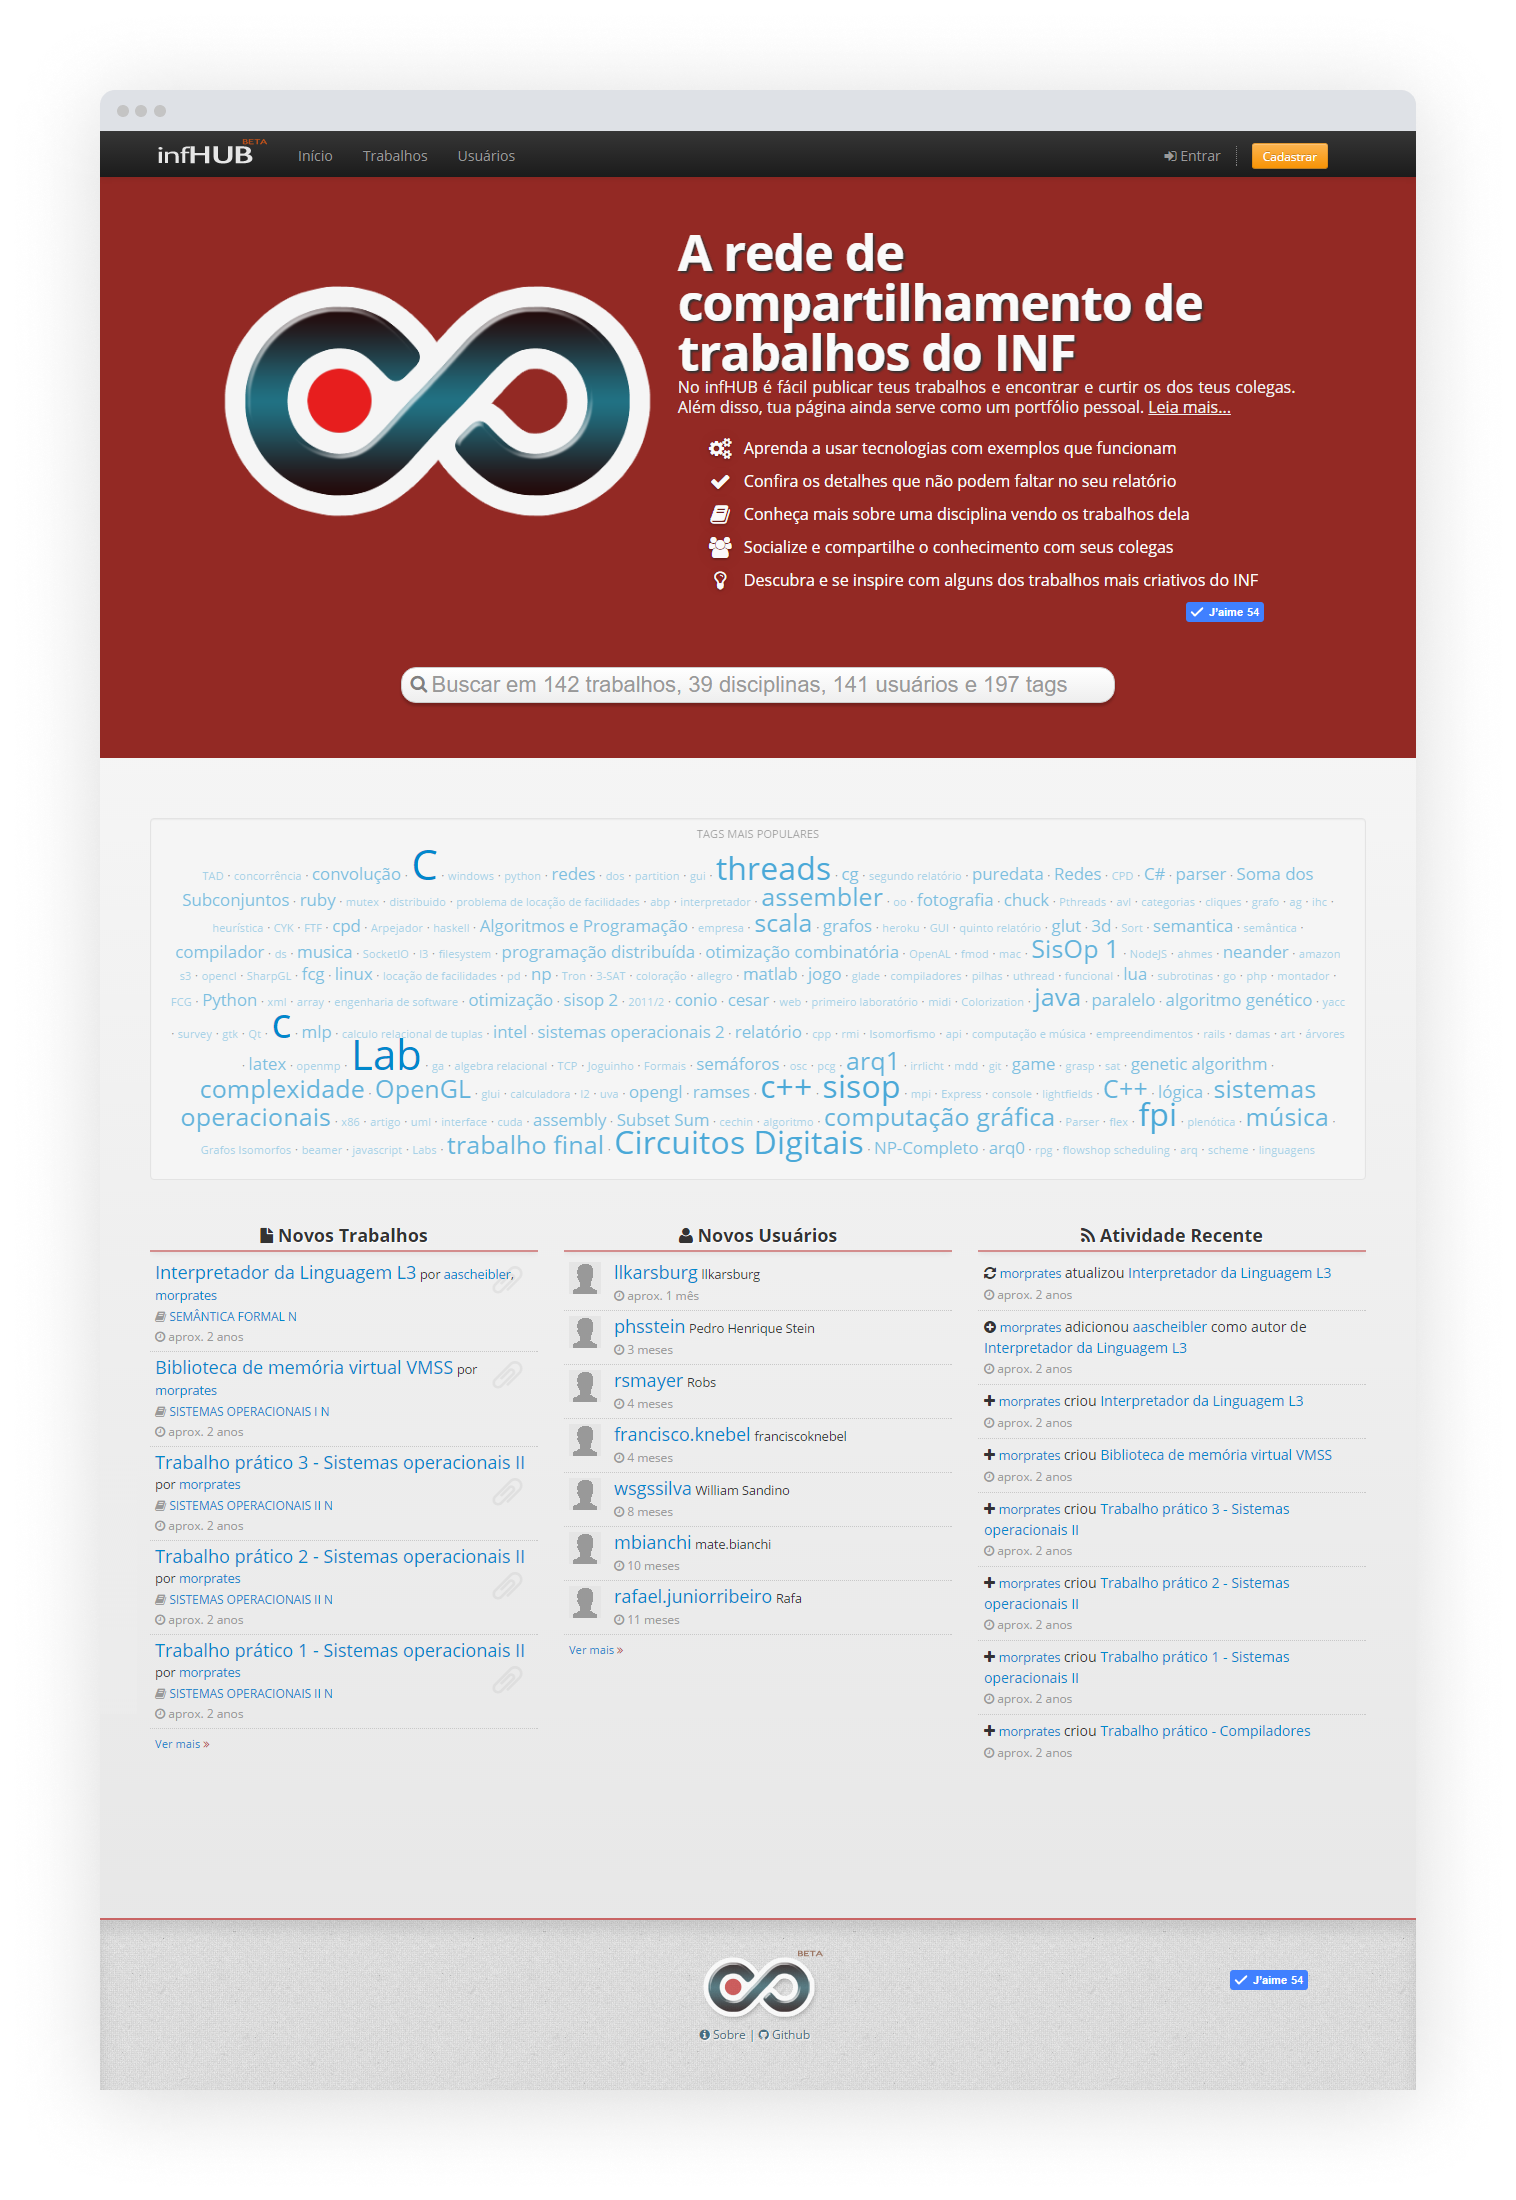 infHUB BETA Início Trabalhos Usuários Entrar Cadastrar
A rede de
compartilhamento de
trabalhos do INF
No infHUB é fácil publicar teus trabalhos e encontrar e curtir os dos teus colegas.
Além disso, tua página ainda serve como um portfólio pessoal. Leia mais...
Aprenda a usar tecnologias com exemplos que funcionam
Confira os detalhes que não podem faltar no seu relatório
Conheça mais sobre uma disciplina vendo os trabalhos dela
Socialize e compartilhe o conhecimento com seus colegas
Descubra e se inspire com alguns dos trabalhos mais criativos do INF
J'aime 54
Buscar em 142 trabalhos, 39 disciplinas, 141 usuários e 197 tags
TAGS MAIS POPULARES
TAD · concorrência · convolução · C · windows · python · redes · dos · partition · gui · threads · cg · segundo relatório · puredata · Redes · CPD · C# · parser · Soma dos
Subconjuntos · ruby · mutex · distribuido · problema de locação de facilidades · abp · interpretador · assembler · oo · fotografia · chuck · Pthreads · avl · categorias · cliques · grafo · ag · ihc ·
heurística · CYK · FTF · cpd · Arpejador · haskell · Algoritmos e Programação · empresa · scala · grafos · heroku · GUI · quinto relatório · glut · 3d · Sort · semantica · semântica ·
compilador · ds · musica · SocketIO · l3 · filesystem · programação distribuída · otimização combinatória · OpenAL · fmod · mac · SisOp 1 · NodeJS · ahmes · neander · amazon
s3 · opencl · SharpGL · fcg · linux · locação de facilidades · pd · np · Tron · 3-SAT · coloração · allegro · matlab · jogo · glade · compiladores · pilhas · uthread · funcional · lua · subrotinas · go · php · montador ·
FCG · Python · xml · array · engenharia de software · otimização · sisop 2 · 2011/2 · conio · cesar · web · primeiro laboratório · midi · Colorization · java · paralelo · algoritmo genético · yacc
· survey · gtk · Qt · c · mlp · calculo relacional de tuplas · intel · sistemas operacionais 2 · relatório · cpp · rmi · Isomorfismo · api · computação e música · empreendimentos · rails · damas · art · árvores
· latex · openmp · Lab · ga · algebra relacional · TCP · Joguinho · Formais · semáforos · osc · pcg · arq1 · irrlicht · mdd · git · game · grasp · sat · genetic algorithm ·
complexidade · OpenGL · glui · calculadora · l2 · uva · opengl · ramses · c++ · sisop · mpi · Express · console · lightfields · C++ · lógica · sistemas
operacionais · x86 · artigo · uml · interface · cuda · assembly · Subset Sum · cechin · algoritmo · computação gráfica · Parser · flex · fpi · plenótica · música ·
Grafos Isomorfos · beamer · javascript · Labs · trabalho final · Circuitos Digitais · NP-Completo · arq0 · rpg · flowshop scheduling · arq · scheme · linguagens
Novos Trabalhos
Interpretador da Linguagem L3 por aascheibler,
morprates
SEMÂNTICA FORMAL N
aprox. 2 anos
Biblioteca de memória virtual VMSS por
morprates
SISTEMAS OPERACIONAIS I N
aprox. 2 anos
Trabalho prático 3 - Sistemas operacionais II
por morprates
SISTEMAS OPERACIONAIS II N
aprox. 2 anos
Trabalho prático 2 - Sistemas operacionais II
por morprates
SISTEMAS OPERACIONAIS II N
aprox. 2 anos
Trabalho prático 1 - Sistemas operacionais II
por morprates
SISTEMAS OPERACIONAIS II N
aprox. 2 anos
Ver mais »
Novos Usuários
llkarsburg llkarsburg
aprox. 1 mês
phsstein Pedro Henrique Stein
3 meses
rsmayer Robs
4 meses
francisco.knebel franciscoknebel
4 meses
wsgssilva William Sandino
8 meses
mbianchi mate.bianchi
10 meses
rafael.juniorribeiro Rafa
11 meses
Ver mais »
Atividade Recente
morprates atualizou Interpretador da Linguagem L3
aprox. 2 anos
morprates adicionou aascheibler como autor de
Interpretador da Linguagem L3
aprox. 2 anos
morprates criou Interpretador da Linguagem L3
aprox. 2 anos
morprates criou Biblioteca de memória virtual VMSS
aprox. 2 anos
morprates criou Trabalho prático 3 - Sistemas
operacionais II
aprox. 2 anos
morprates criou Trabalho prático 2 - Sistemas
operacionais II
aprox. 2 anos
morprates criou Trabalho prático 1 - Sistemas
operacionais II
aprox. 2 anos
morprates criou Trabalho prático - Compiladores
aprox. 2 anos
BETA
J'aime 54
Sobre | Github